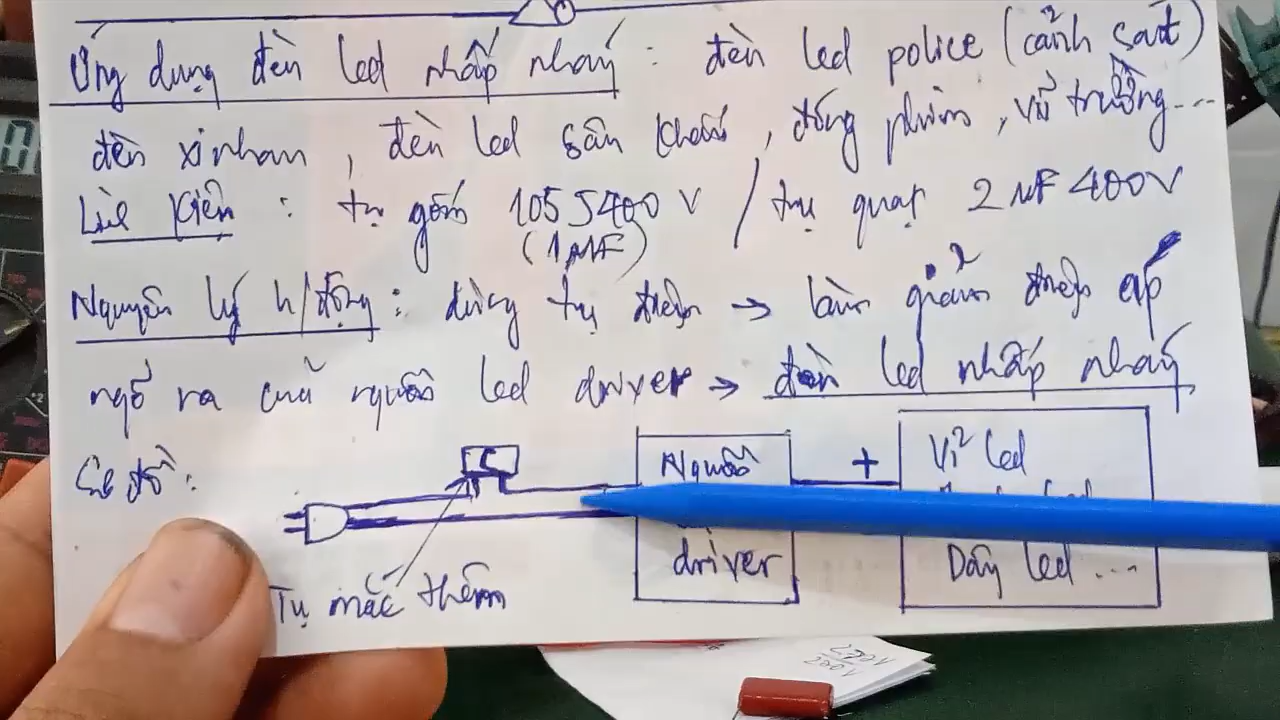 Ứng dụng đèn led nhấp nháy : đèn led police (cảnh sát)
đèn xi nhan , đèn led sân khấu , đóng phim , vũ trường...
Link Kiện : tụ gốm 105J400V / tụ quạt 2µF 400V
(1µF)
Nguyên lý h/động : dùng tụ điện → làm giảm điện áp
ngõ ra của nguồn led driver → đèn led nhấp nháy
Sơ đồ :
C
Nguồn
driver
+
Vỉ led
Dây led ...
Tụ mắc thêm